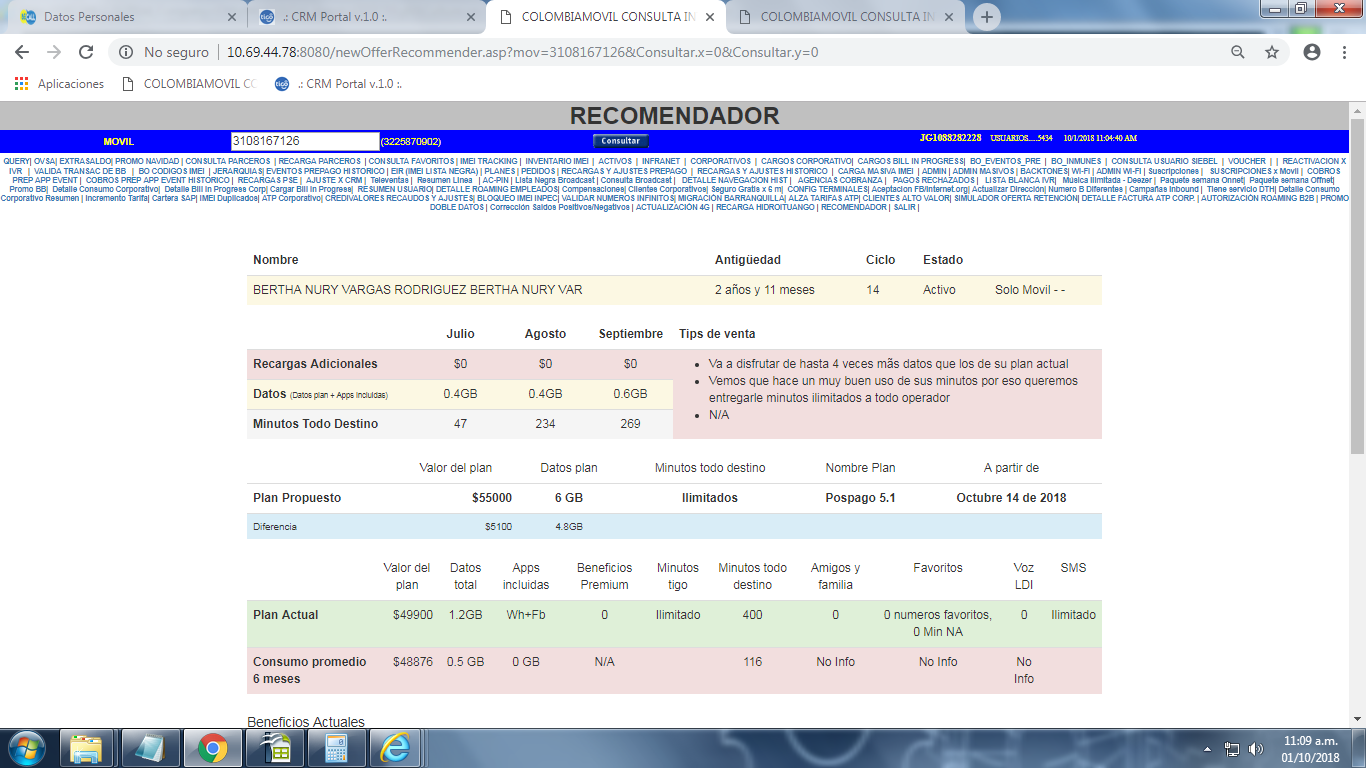 Datos Personales
.: CRM Portal v.1.0 :.
COLOMBIAMOVIL CONSULTA IN
COLOMBIAMOVIL CONSULTA IN
No seguro | 10.69.44.78:8080/newOfferRecommender.asp?mov=3108167126&Consultar.x=0&Consultar.y=0
Aplicaciones COLOMBIAMOVIL CO .: CRM Portal v.1.0 :.
RECOMENDADOR
MOVIL 3108167126 (3225870902) Consultar JG1088282228 USUARIOS.....5434 10/1/2018 11:04:40 AM
QUERY| OVSA| EXTRASALDO| PROMO NAVIDAD | CONSULTA PARCEROS | RECARGA PARCEROS | CONSULTA FAVORITOS | IMEI TRACKING | INVENTARIO IMEI | ACTIVOS | INFRANET | CORPORATIVOS | CARGOS CORPORATIVO| CARGOS BILL IN PROGRESS| BO_EVENTOS_PRE | BO_INMUNES | CONSULTA USUARIO SIEBEL | VOUCHER | | REACTIVACION X
IVR | VALIDA TRANSAC DE BB | BO CODIGOS IMEI | JERARQUIAS| EVENTOS PREPAGO HISTORICO | EIR (IMEI LISTA NEGRA) | PLANES | PEDIDOS | RECARGAS Y AJUSTES PREPAGO | RECARGAS Y AJUSTES HISTORICO | CARGA MASIVA IMEI | ADMIN | ADMIN MASIVOS | BACKTONES| WI-FI | ADMIN WI-FI | Suscripciones | SUSCRIPCIONES x Movil | COBROS
PREP APP EVENT | COBROS PREP APP EVENT HISTORICO | RECARGAS PSE | AJUSTE X CRM | Televentas | Resumen Linea | AC-PIN | Lista Negra Broadcast | Consulta Broadcast | DETALLE NAVEGACION HIST | AGENCIAS COBRANZA | PAGOS RECHAZADOS | LISTA BLANCA IVR| Música Ilimitada - Deezer | Paquete semana Onnet| Paquete semana Offnet|
Promo BB| Detalle Consumo Corporativo| Detalle Bill In Progress Corp| Cargar Bill In Progress| RESUMEN USUARIO| DETALLE ROAMING EMPLEADOS| Compensaciones| Clientes Corporativos| Seguro Gratis x 6 m| CONFIG TERMINALES| Aceptacion FB/Internet.org| Actualizar Dirección| Numero B Diferentes | Campañas Inbound | Tiene servicio DTH| Detalle Consumo
Corporativo Resumen | Incremento Tarifa| Cartera SAP| IMEI Duplicados| ATP Corporativo| CREDIVALORES RECAUDOS Y AJUSTES| BLOQUEO IMEI INPEC| VALIDAR NUMEROS INFINITOS| MIGRACIÓN BARRANQUILLA| ALZA TARIFAS ATP| CLIENTES ALTO VALOR| SIMULADOR OFERTA RETENCIÓN| DETALLE FACTURA ATP CORP. | AUTORIZACIÓN ROAMING B2B | PROMO
DOBLE DATOS | Corrección Saldos Positivos/Negativos | ACTUALIZACIÓN 4G | RECARGA HIDROITUANGO | RECOMENDADOR | SALIR |
Nombre Antigüedad Ciclo Estado
BERTHA NURY VARGAS RODRIGUEZ BERTHA NURY VAR 2 años y 11 meses 14 Activo Solo Movil - -
Julio Agosto Septiembre Tips de venta
Recargas Adicionales $0 $0 $0
Datos (Datos plan + Apps incluidas) 0.4GB 0.4GB 0.6GB
Minutos Todo Destino 47 234 269
• Va a disfrutar de hasta 4 veces mãs datos que los de su plan actual
• Vemos que hace un muy buen uso de sus minutos por eso queremos
entregarle minutos ilimitados a todo operador
• N/A
Valor del plan Datos plan Minutos todo destino Nombre Plan A partir de
Plan Propuesto $55000 6 GB Ilimitados Pospago 5.1 Octubre 14 de 2018
Diferencia $5100 4.8GB
Valor del plan Datos total Apps incluidas Beneficios Premium Minutos tigo Minutos todo destino Amigos y familia Favoritos Voz LDI SMS
Plan Actual $49900 1.2GB Wh+Fb 0 Ilimitado 400 0 0 numeros favoritos, 0 Min NA 0 Ilimitado
Consumo promedio 6 meses $48876 0.5 GB 0 GB N/A 116 No Info No Info No Info
Beneficios Actuales
11:09 a.m.
01/10/2018